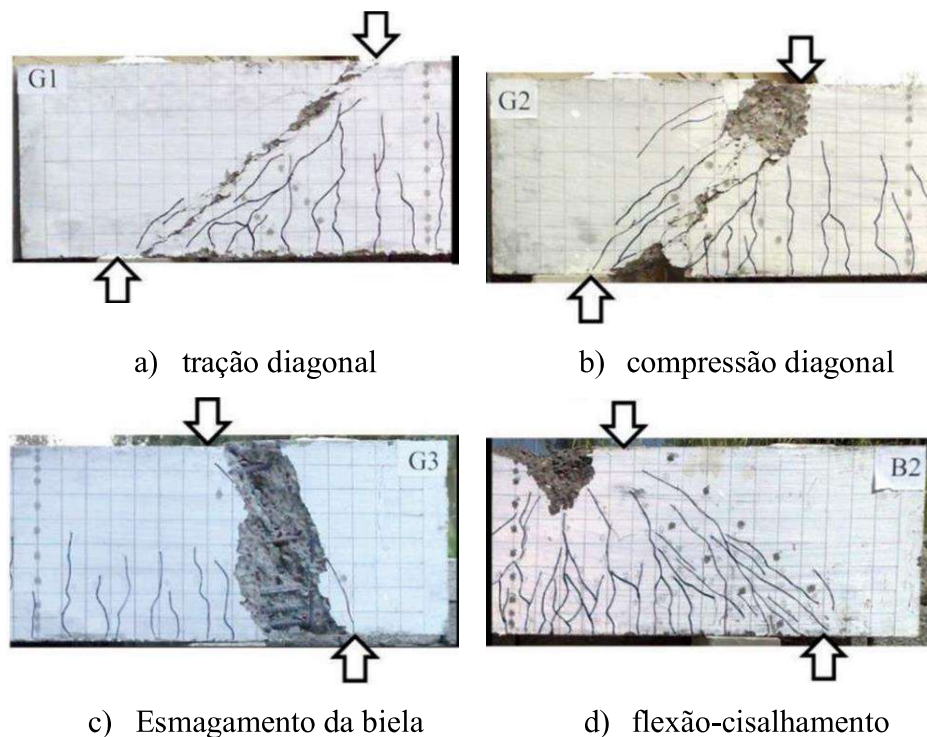 G1
G2
a) tração diagonal
b) compressão diagonal
G3
B2
c) Esmagamento da biela
d) flexão-cisalhamento